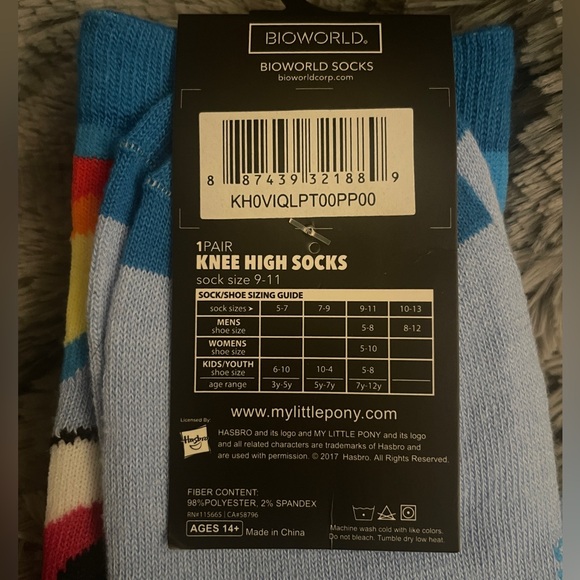 BIOWORLD®
BIOWORLD SOCKS
bioworldcorp.com
8 87439 32188 9
KH0VIQLPT00PP00
1PAIR
KNEE HIGH SOCKS
sock size 9-11
SOCK/SHOE SIZING GUIDE
sock sizes > 5-7 7-9 9-11 10-13
MENS shoe size 5-8 8-12
WOMENS shoe size 5-10
KIDS/YOUTH shoe size 6-10 10-4 5-8
age range 3y-5y 5y-7y 7y-12y
www.mylittlepony.com
Licensed By
Hasbro
HASBRO and its logo and MY LITTLE PONY and its logo
and all related characters are trademarks of Hasbro and
are used with permission. © 2017 Hasbro. All Rights Reserved.
FIBER CONTENT:
98%POLYESTER, 2% SPANDEX
RN#115665 | CA#58796
AGES 14+ Made in China
Machine wash cold with like colors.
Do not bleach. Tumble dry low heat.